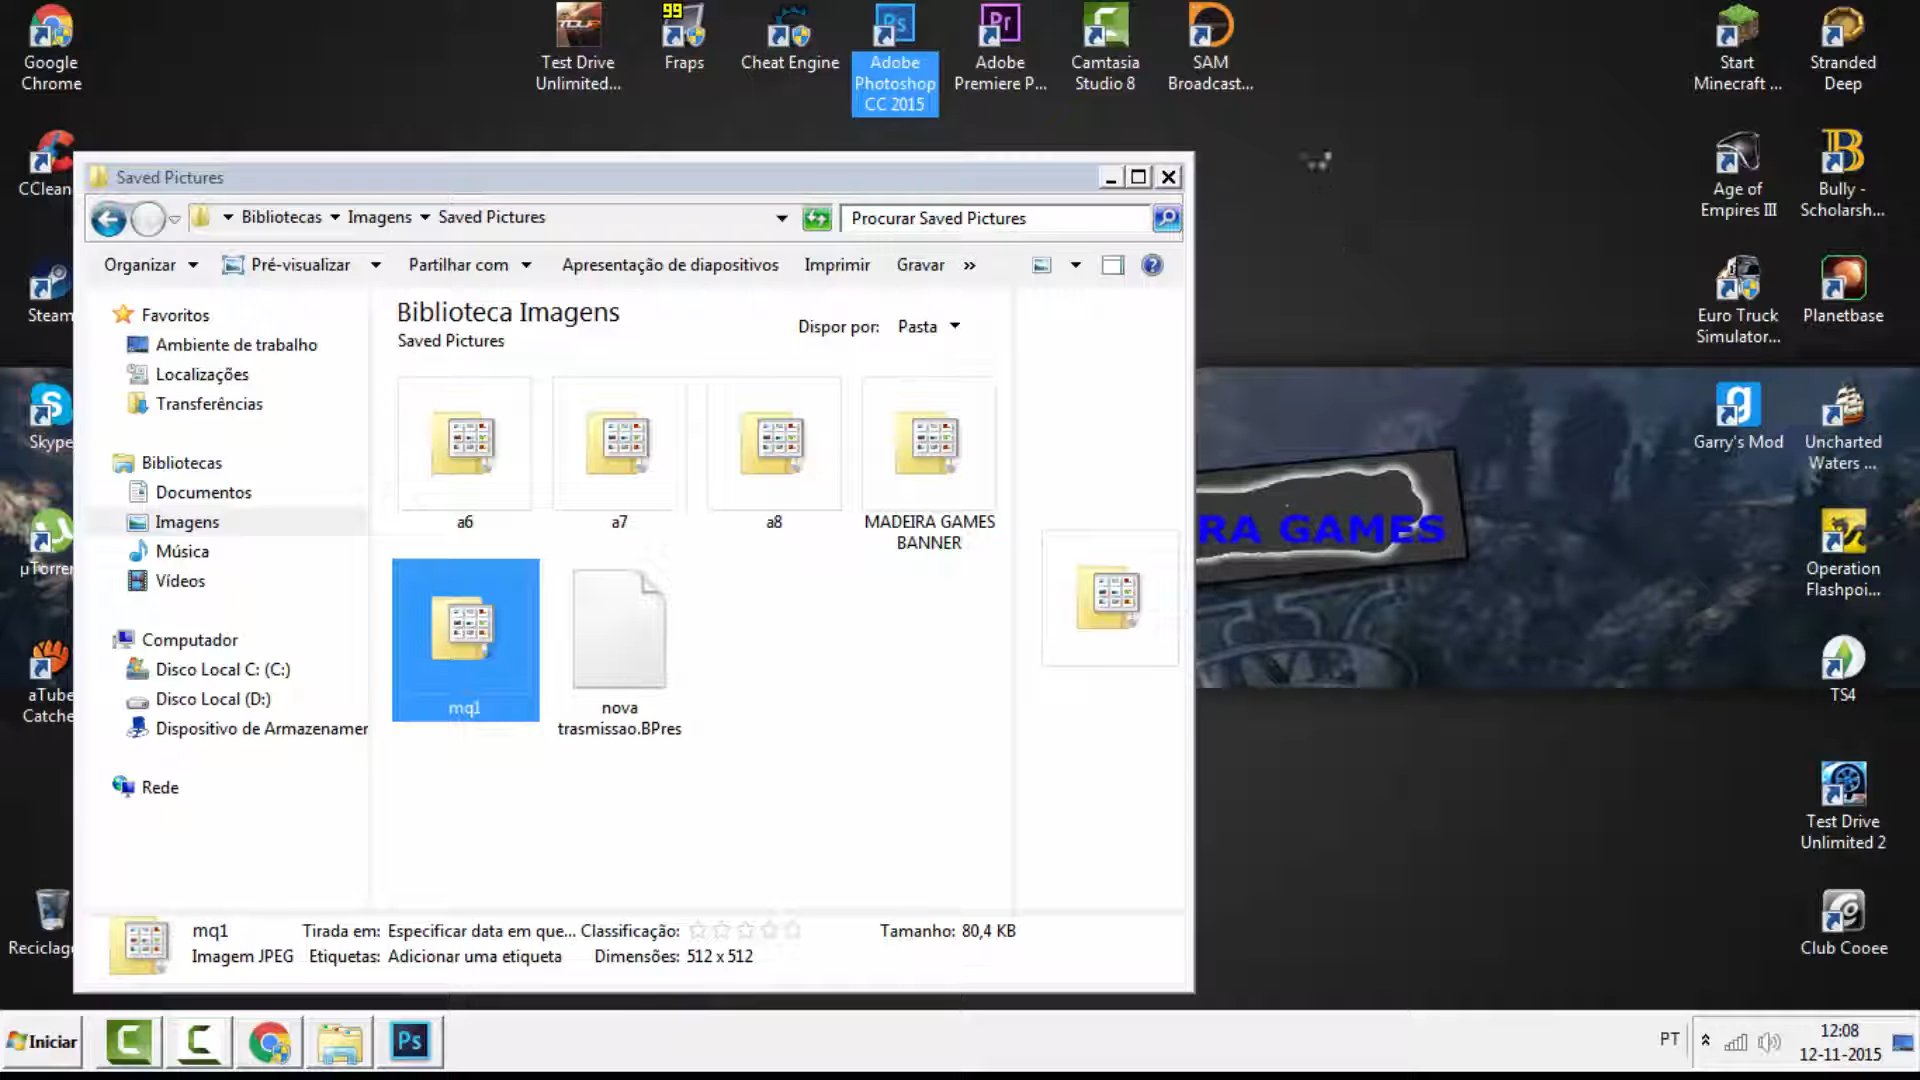 Google
Chrome
Test Drive
Unlimited...
99
Fraps
Cheat Engine
Ps
Adobe
Photoshop
CC 2015
Pr
Adobe
Premiere P...
Camtasia
Studio 8
SAM
Broadcast...
Start
Minecraft ...
Stranded
Deep
CClean
Age of
Empires III
Bully -
Scholarsh...
Steam
Euro Truck
Simulator...
Planetbase
Skype
Garry's Mod
Uncharted
Waters ...
µTorre
Operation
Flashpoi...
aTube
Catche
TS4
Test Drive
Unlimited 2
Reciclag
Club Cooee
RA GAMES
Saved Pictures
Bibliotecas
Imagens
Saved Pictures
Procurar Saved Pictures
Organizar
Pré-visualizar
Partilhar com
Apresentação de diapositivos
Imprimir
Gravar
»
Favoritos
Ambiente de trabalho
Localizações
Transferências
Bibliotecas
Documentos
Imagens
Música
Vídeos
Computador
Disco Local C: (C:)
Disco Local (D:)
Dispositivo de Armazenamer
Rede
Biblioteca Imagens
Saved Pictures
Dispor por: Pasta
a6
a7
a8
MADEIRA GAMES
BANNER
mq1
nova
trasmissao.BPres
mq1
Tirada em: Especificar data em que...
Classificação:
Tamanho: 80,4 KB
Imagem JPEG
Etiquetas: Adicionar uma etiqueta
Dimensões: 512 x 512
Iniciar
Ps
PT
12:08
12-11-2015